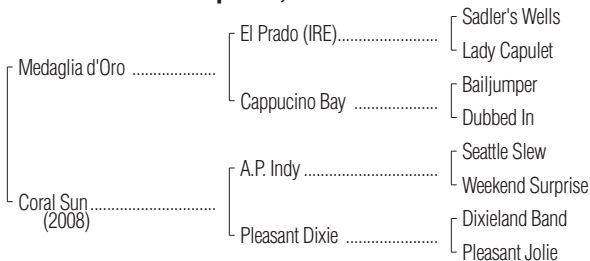 Sadler's Wells
El Prado (IRE)....................
Lady Capulet
Medaglia d'Oro ....................
Bailjumper
Cappucino Bay ....................
Dubbed In
Seattle Slew
A.P. Indy ................................
Weekend Surprise
Coral Sun ..............................
(2008)
Dixieland Band
Pleasant Dixie ......................
Pleasant Jolie